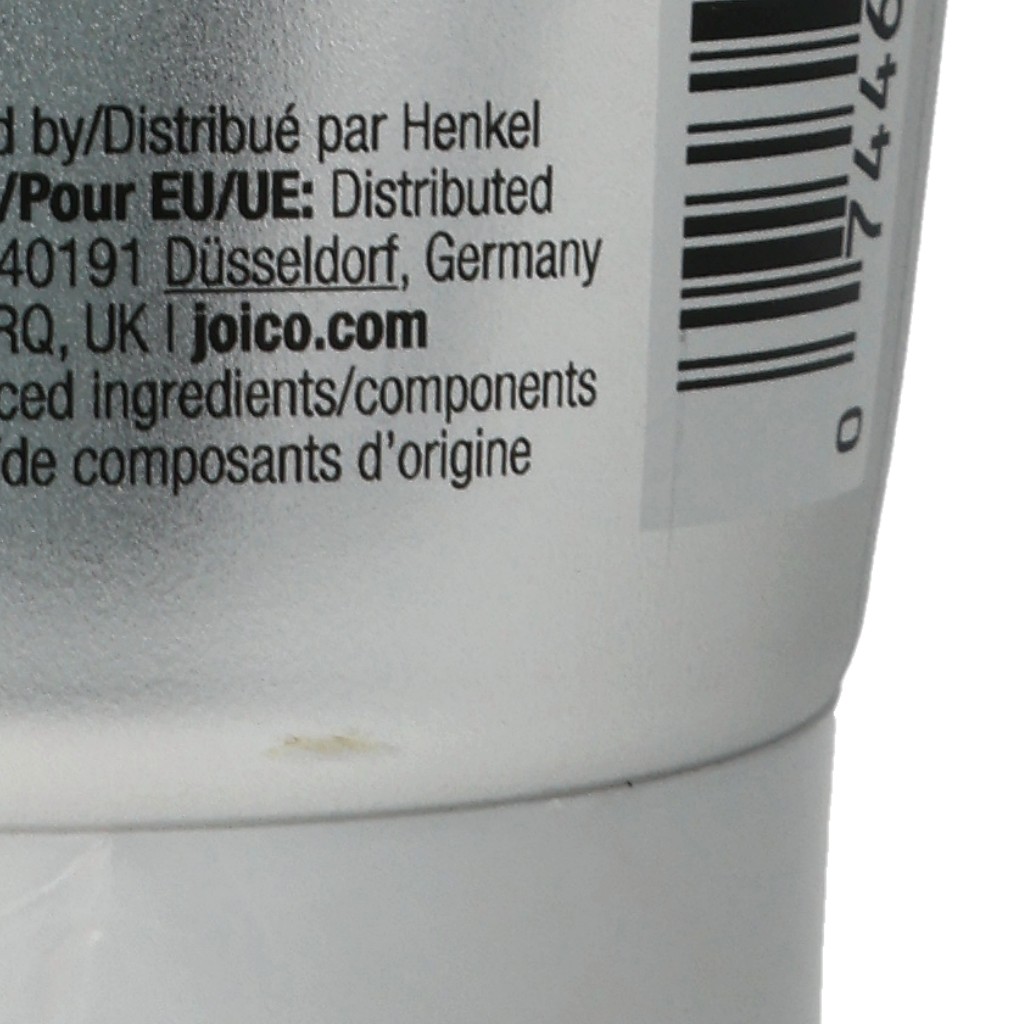 d by/Distribué par Henkel
/Pour EU/UE: Distributed
40191 Düsseldorf, Germany
RQ, UK | joico.com
ced ingredients/components
/de composants d'origine
74469 0